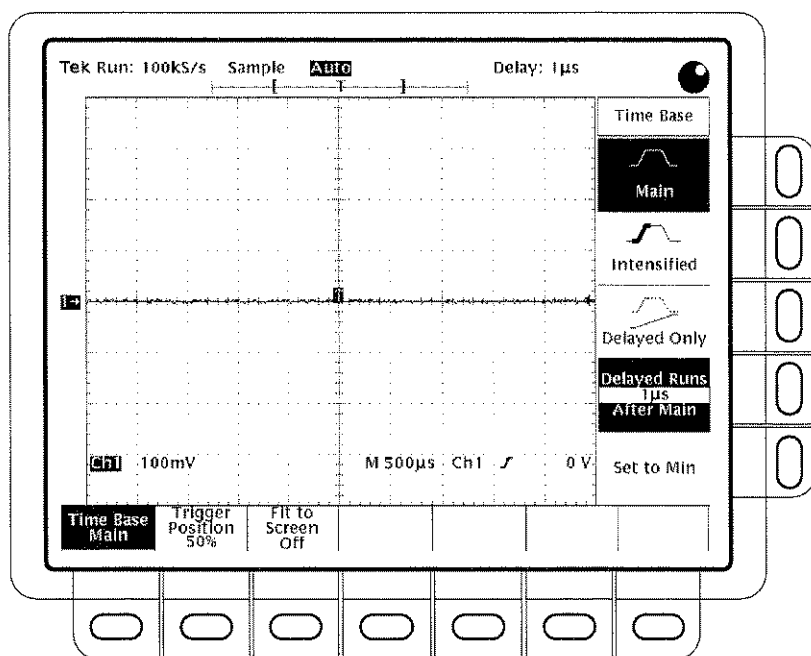 Tek Run: 100kS/s Sample Auto Delay: 1µs
Time Base
Main
Intensified
Delayed Only
Delayed Runs
1µs
After Main
Set to Min
1
T
Ch1 100mV M 500µs Ch1 0 V
Time Base
Main
Trigger
Position
50%
Fit to
Screen
Off